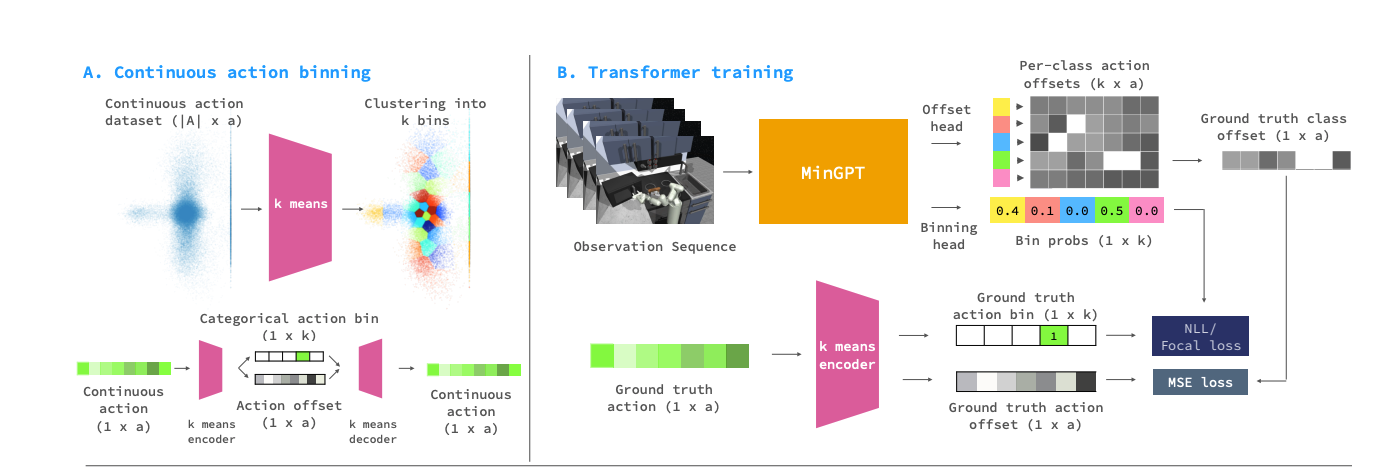 A. Continuous action binning
Continuous action
dataset (|A| x a)
Clustering into
k bins
k means
Categorical action bin
(1 x k)
Continuous
action
(1 x a)
k means
encoder
Action offset
(1 x a)
k means
decoder
Continuous
action
(1 x a)
B. Transformer training
Observation Sequence
MinGPT
Offset
head
Binning
head
Per-class action
offsets (k x a)
0.4 0.1 0.0 0.5 0.0
Bin probs (1 x k)
Ground truth class
offset (1 x a)
Ground truth
action (1 x a)
k means
encoder
Ground truth
action bin (1 x k)
1
Ground truth action
offset (1 x a)
NLL/
Focal loss
MSE loss